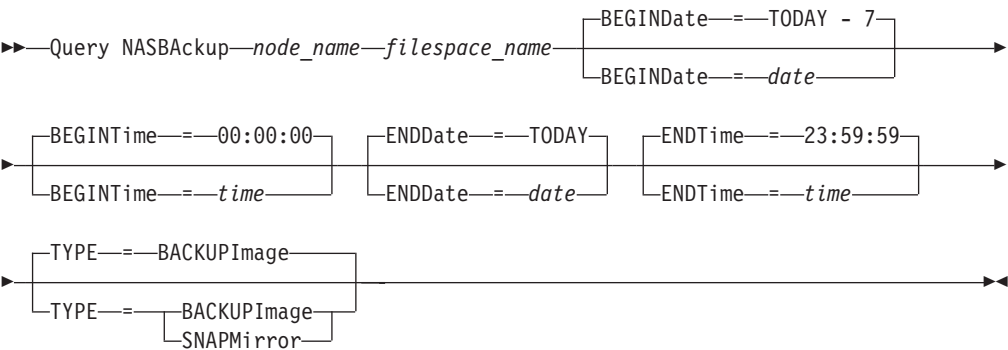 BEGINDate = TODAY - 7
Query NASBAckup node_name filespace_name
BEGINDate = date
BEGINTime = 00:00:00 ENDDate = TODAY ENDTime = 23:59:59
BEGINTime = time ENDDate = date ENDTime = time
TYPE = BACKUPImage
TYPE = BACKUPImage
SNAPMirror